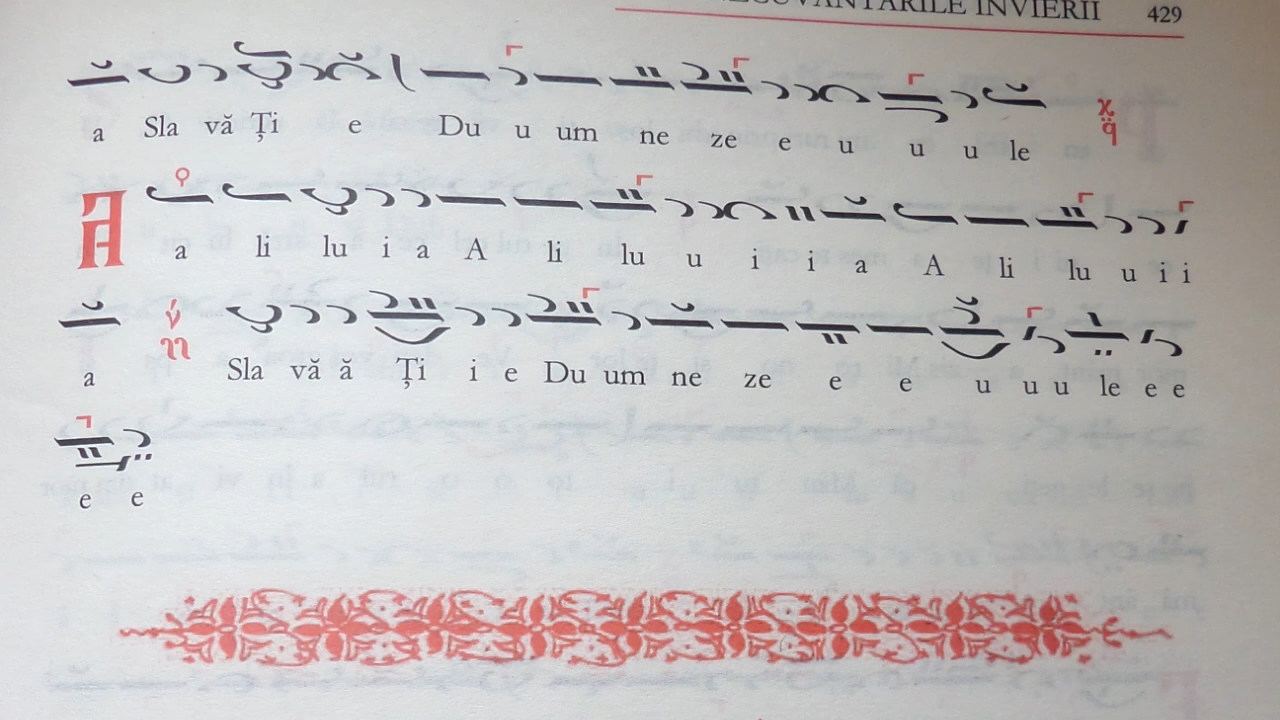 ÎNVIERII 429
a Sla vă Ți e Du u um ne ze e u u u le
A a li lu i a A li lu u i i a A li lu u i i
a Sla vă ă Ți i e Du um ne ze e e u u u le e e
e e